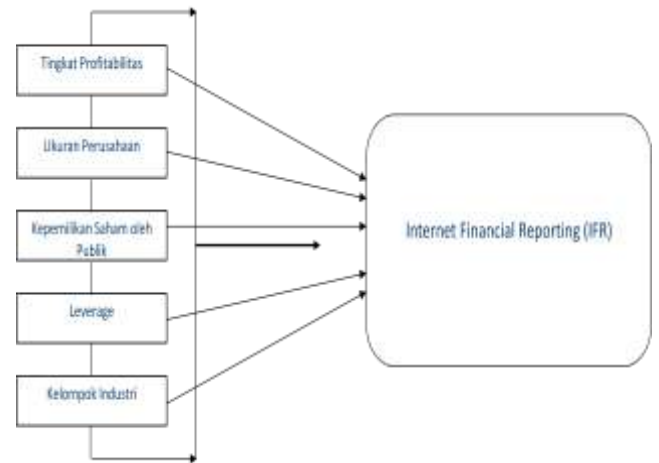 Tingkat Profitabilitas
Ukuran Perusahaan
Kepemilikan Saham oleh
Publik
Leverage
Kelompok Industri
Internet Financial Reporting (IFR)